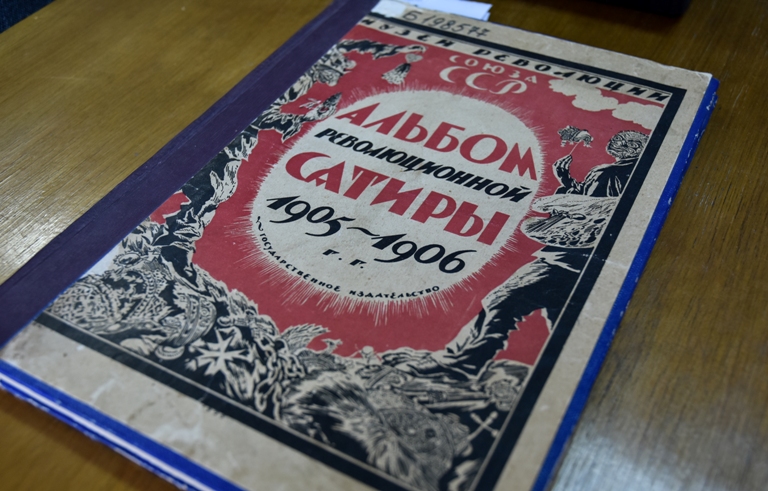 Б198577
МУЗЕЙ РЕВОЛЮЦИИ
СОЮЗА
ССР
АЛЬБОМ
РЕВОЛЮЦИОННОЙ
САТИРЫ
1905~1906
г. г.
ГОСУДАРСТВЕННОЕ ИЗДАТЕЛЬСТВО